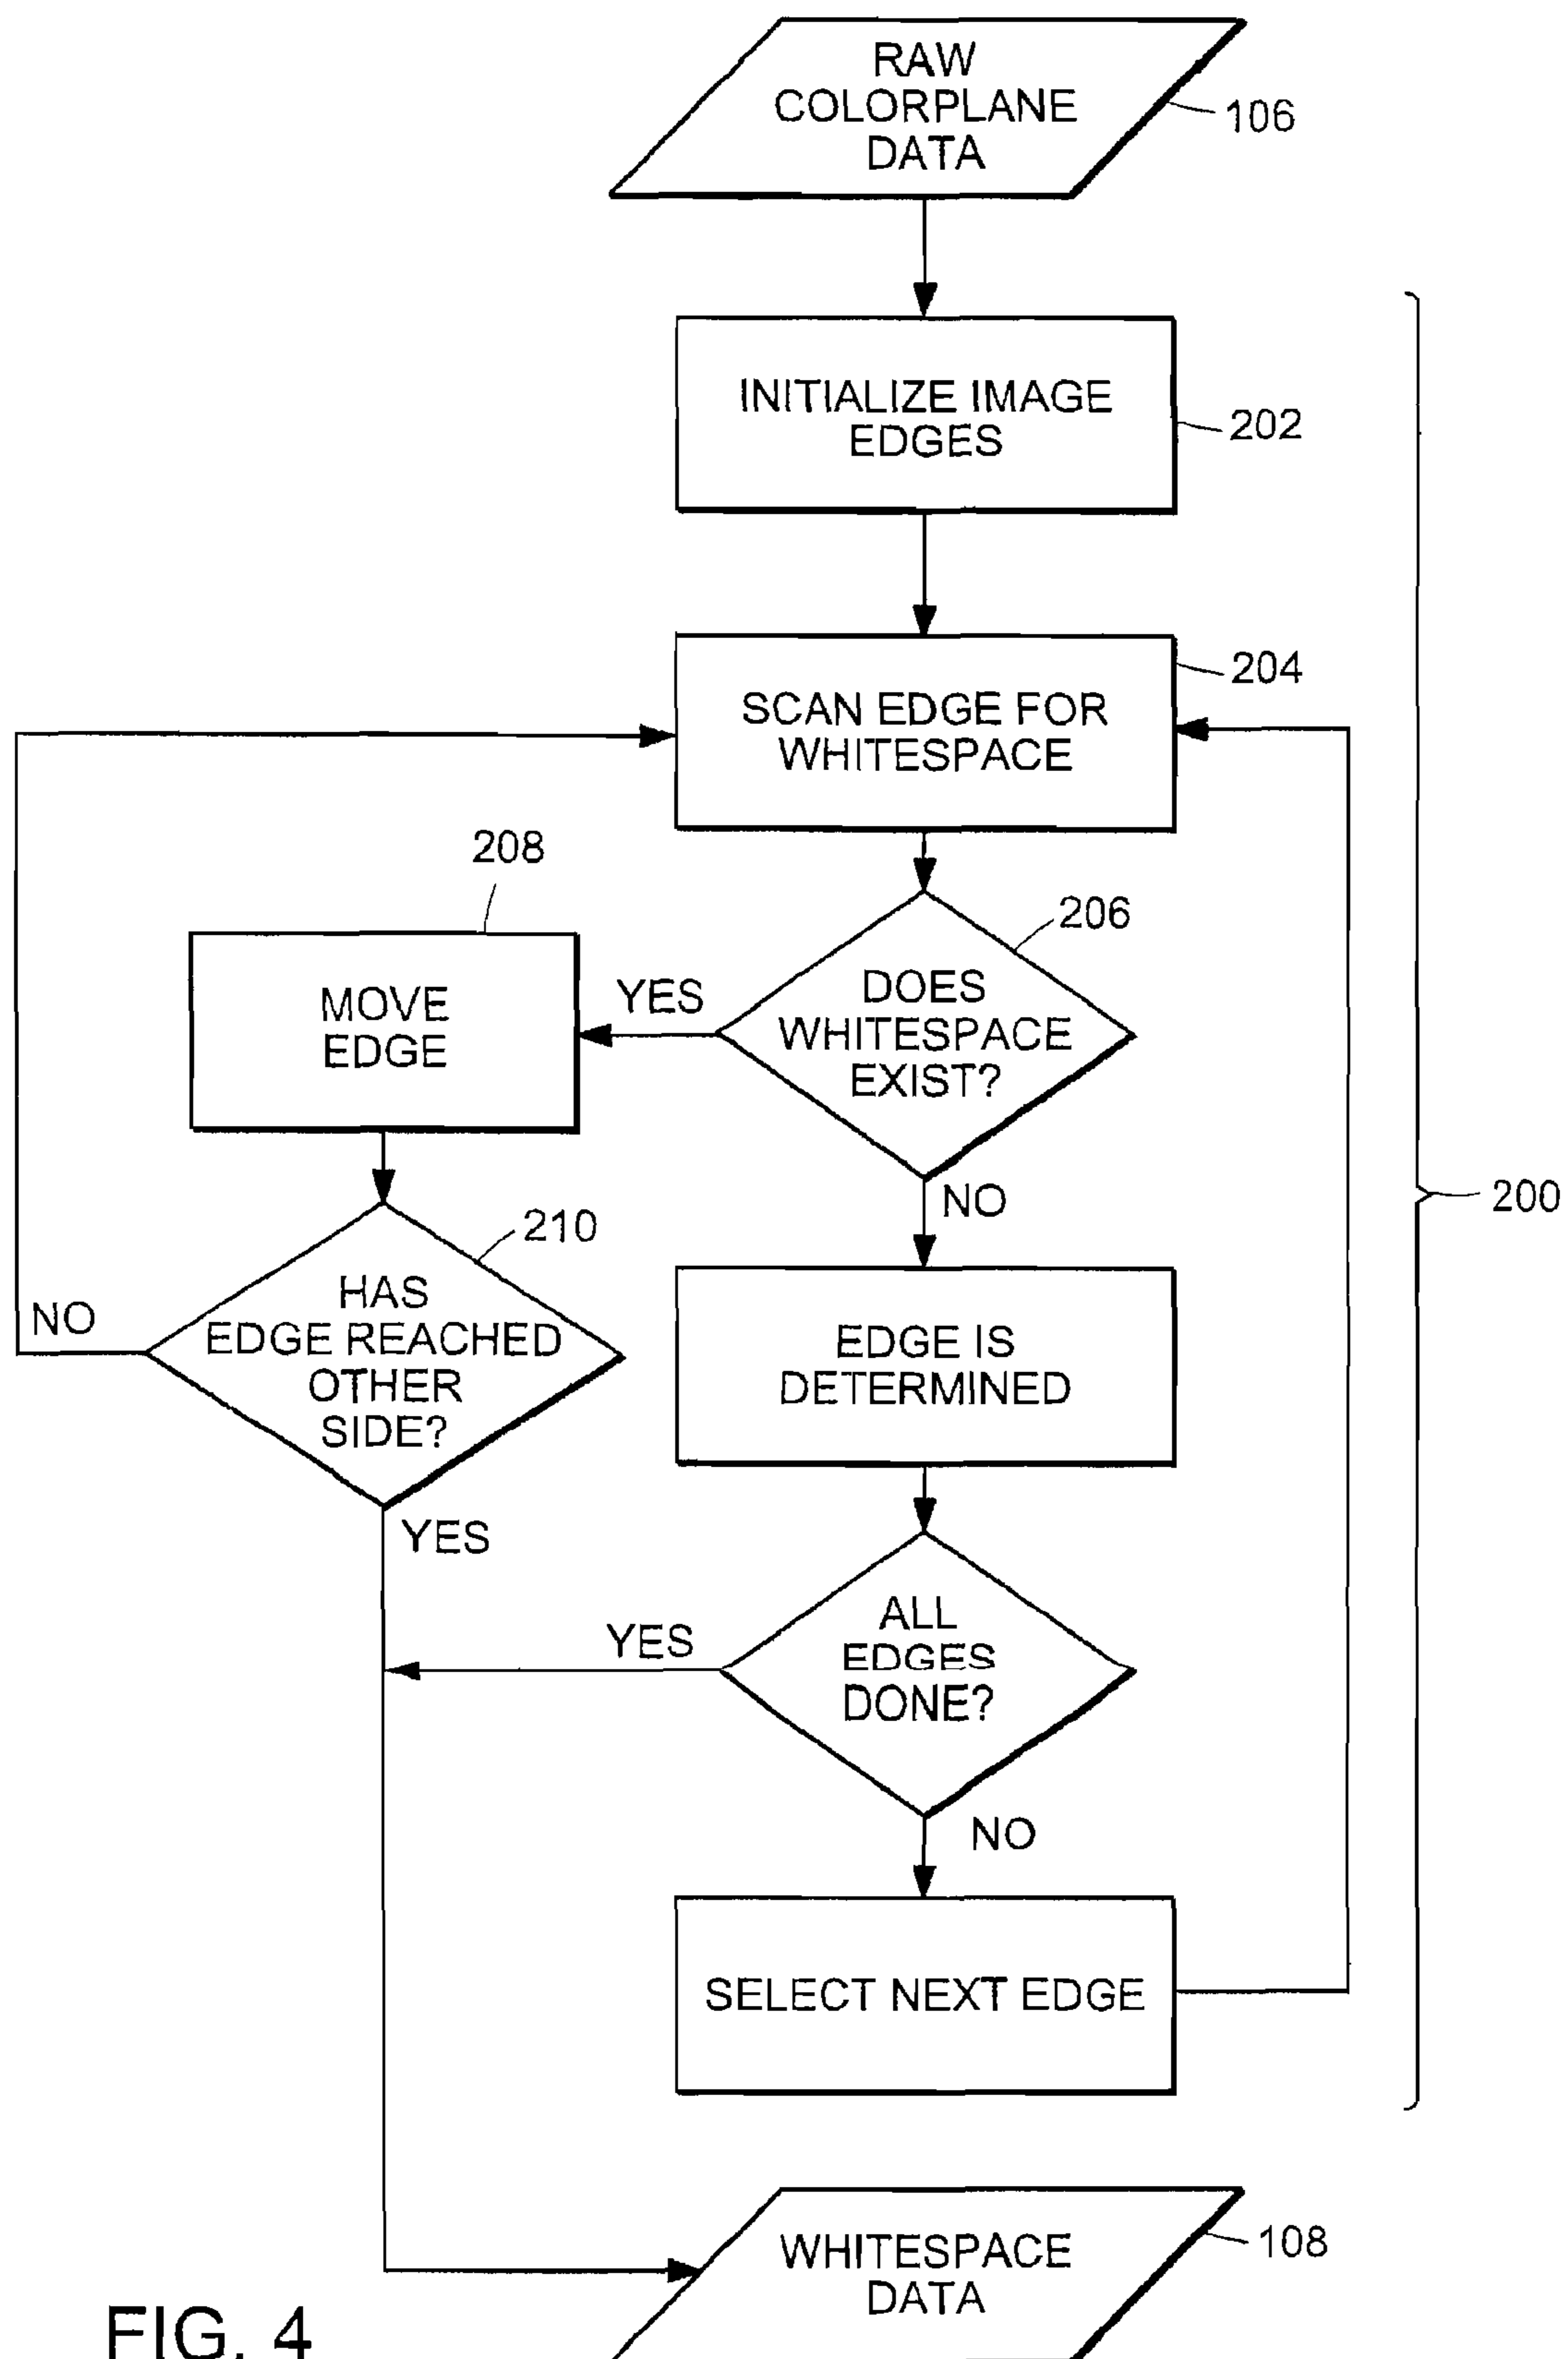 RAW
COLORPLANE
DATA
106
INITIALIZE IMAGE
EDGES
202
204
SCAN EDGE FOR
WHITESPACE
208
206
MOVE
EDGE
YES
DOES
WHITESPACE
EXIST?
NO
200
210
HAS
EDGE REACHED
OTHER
SIDE?
NO
EDGE IS
DETERMINED
YES
YES
ALL
EDGES
DONE?
NO
SELECT NEXT EDGE
WHITESPACE
DATA
108
FIG. 4